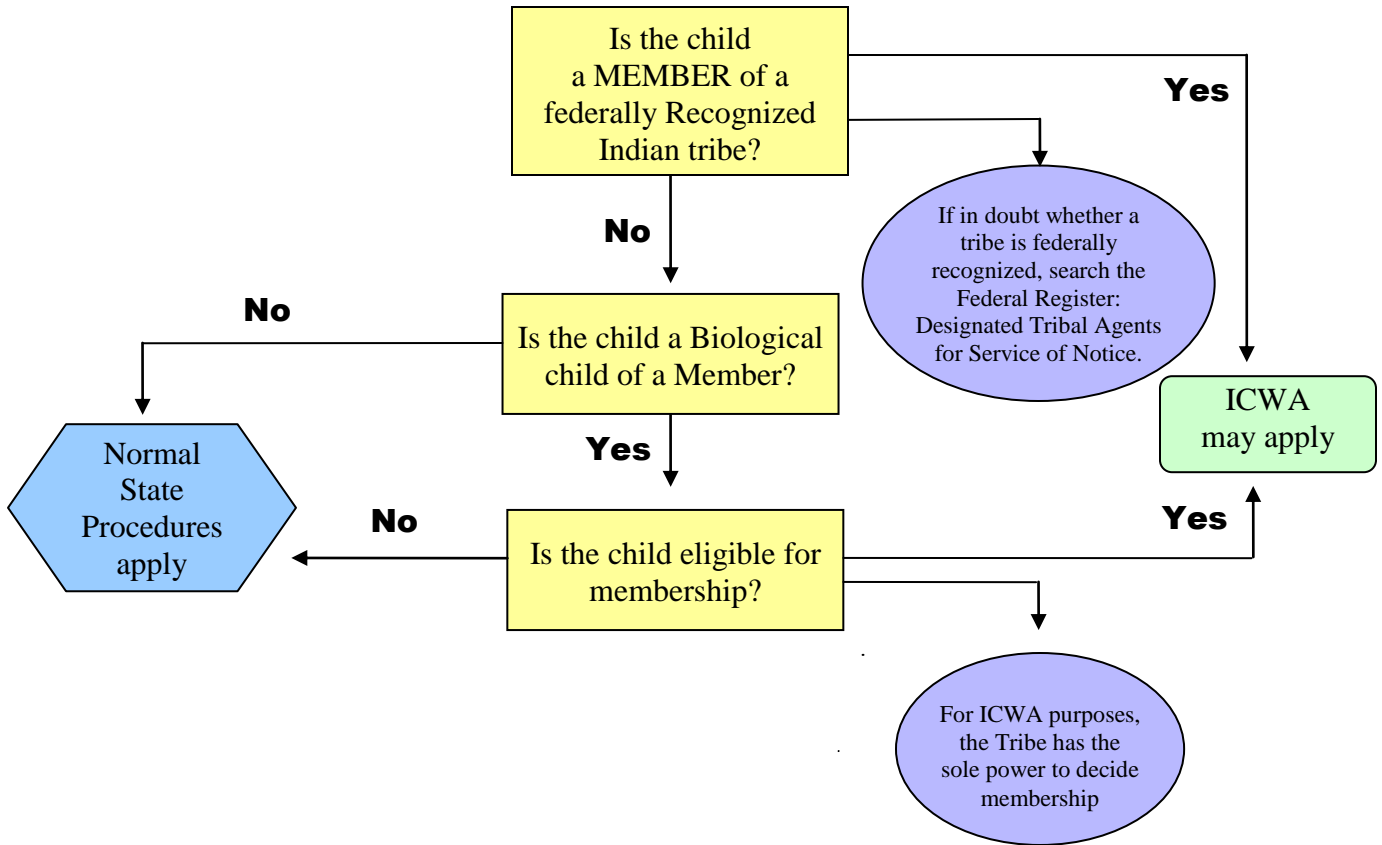 Is the child
a MEMBER of a
federally Recognized
Indian tribe?
Yes
If in doubt whether a
tribe is federally
recognized, search the
Federal Register:
Designated Tribal Agents
for Service of Notice.
No
No
Is the child a Biological
child of a Member?
ICWA
may apply
Normal
State
Procedures
apply
Yes
No
Is the child eligible for
membership?
Yes
For ICWA purposes,
the Tribe has the
sole power to decide
membership